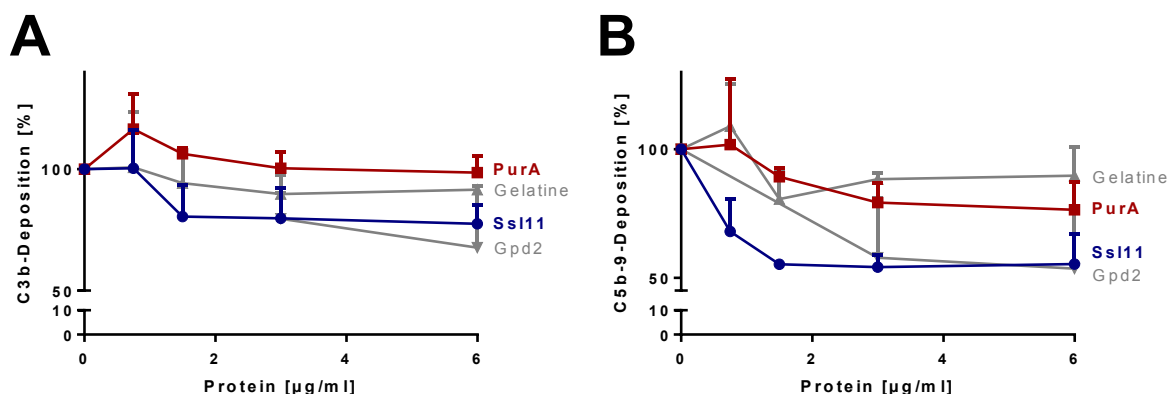 A
C3b-Deposition [%]
100
50
10
0
0
2
4
6
Protein [µg/ml]
PurA
Gelatine
Ssl11
Gpd2
B
C5b-9-Deposition [%]
100
50
10
0
0
2
4
6
Protein [µg/ml]
Gelatine
PurA
Ssl11
Gpd2